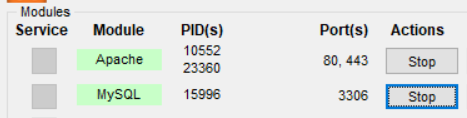 Modules
Service Module PID(s) Port(s) Actions
Apache 10552 23360 80, 443 Stop
MySQL 15996 3306 Stop